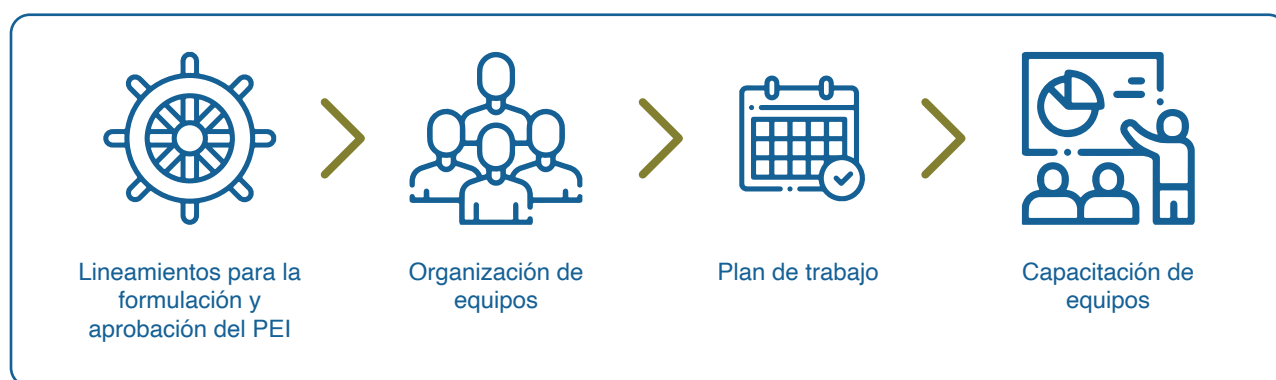 Lineamientos para la
formulación y
aprobación del PEI
Organización de
equipos
Plan de trabajo
Capacitación de
equipos